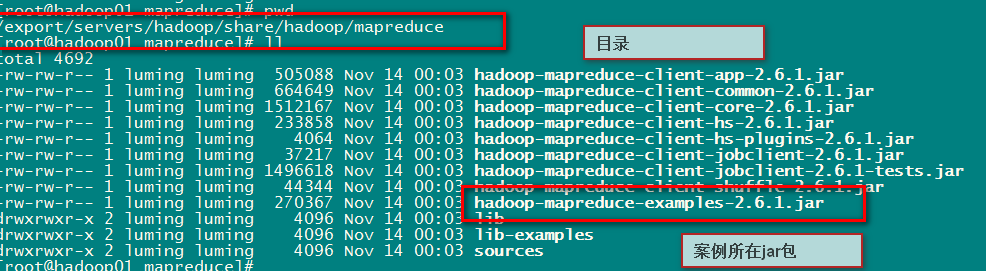 [root@hadoop01 mapreduce]# pwd
/export/servers/hadoop/share/hadoop/mapreduce
[root@hadoop01 mapreduce]# ll
目录
total 4692
-rw-rw-r-- 1 luming luming 505088 Nov 14 00:03 hadoop-mapreduce-client-app-2.6.1.jar
-rw-rw-r-- 1 luming luming 664649 Nov 14 00:03 hadoop-mapreduce-client-common-2.6.1.jar
-rw-rw-r-- 1 luming luming 1512167 Nov 14 00:03 hadoop-mapreduce-client-core-2.6.1.jar
-rw-rw-r-- 1 luming luming 233858 Nov 14 00:03 hadoop-mapreduce-client-hs-2.6.1.jar
-rw-rw-r-- 1 luming luming 4064 Nov 14 00:03 hadoop-mapreduce-client-hs-plugins-2.6.1.jar
-rw-rw-r-- 1 luming luming 37217 Nov 14 00:03 hadoop-mapreduce-client-jobclient-2.6.1.jar
-rw-rw-r-- 1 luming luming 1496618 Nov 14 00:03 hadoop-mapreduce-client-jobclient-2.6.1-tests.jar
-rw-rw-r-- 1 luming luming 44344 Nov 14 00:03 hadoop-mapreduce-client-shuffle-2.6.1.jar
-rw-rw-r-- 1 luming luming 270367 Nov 14 00:03 hadoop-mapreduce-examples-2.6.1.jar
drwxrwxr-x 2 luming luming 4096 Nov 14 00:03 lib
drwxrwxr-x 2 luming luming 4096 Nov 14 00:03 lib-examples
drwxrwxr-x 2 luming luming 4096 Nov 14 00:03 sources
案例所在jar包
[root@hadoop01 mapreduce]#